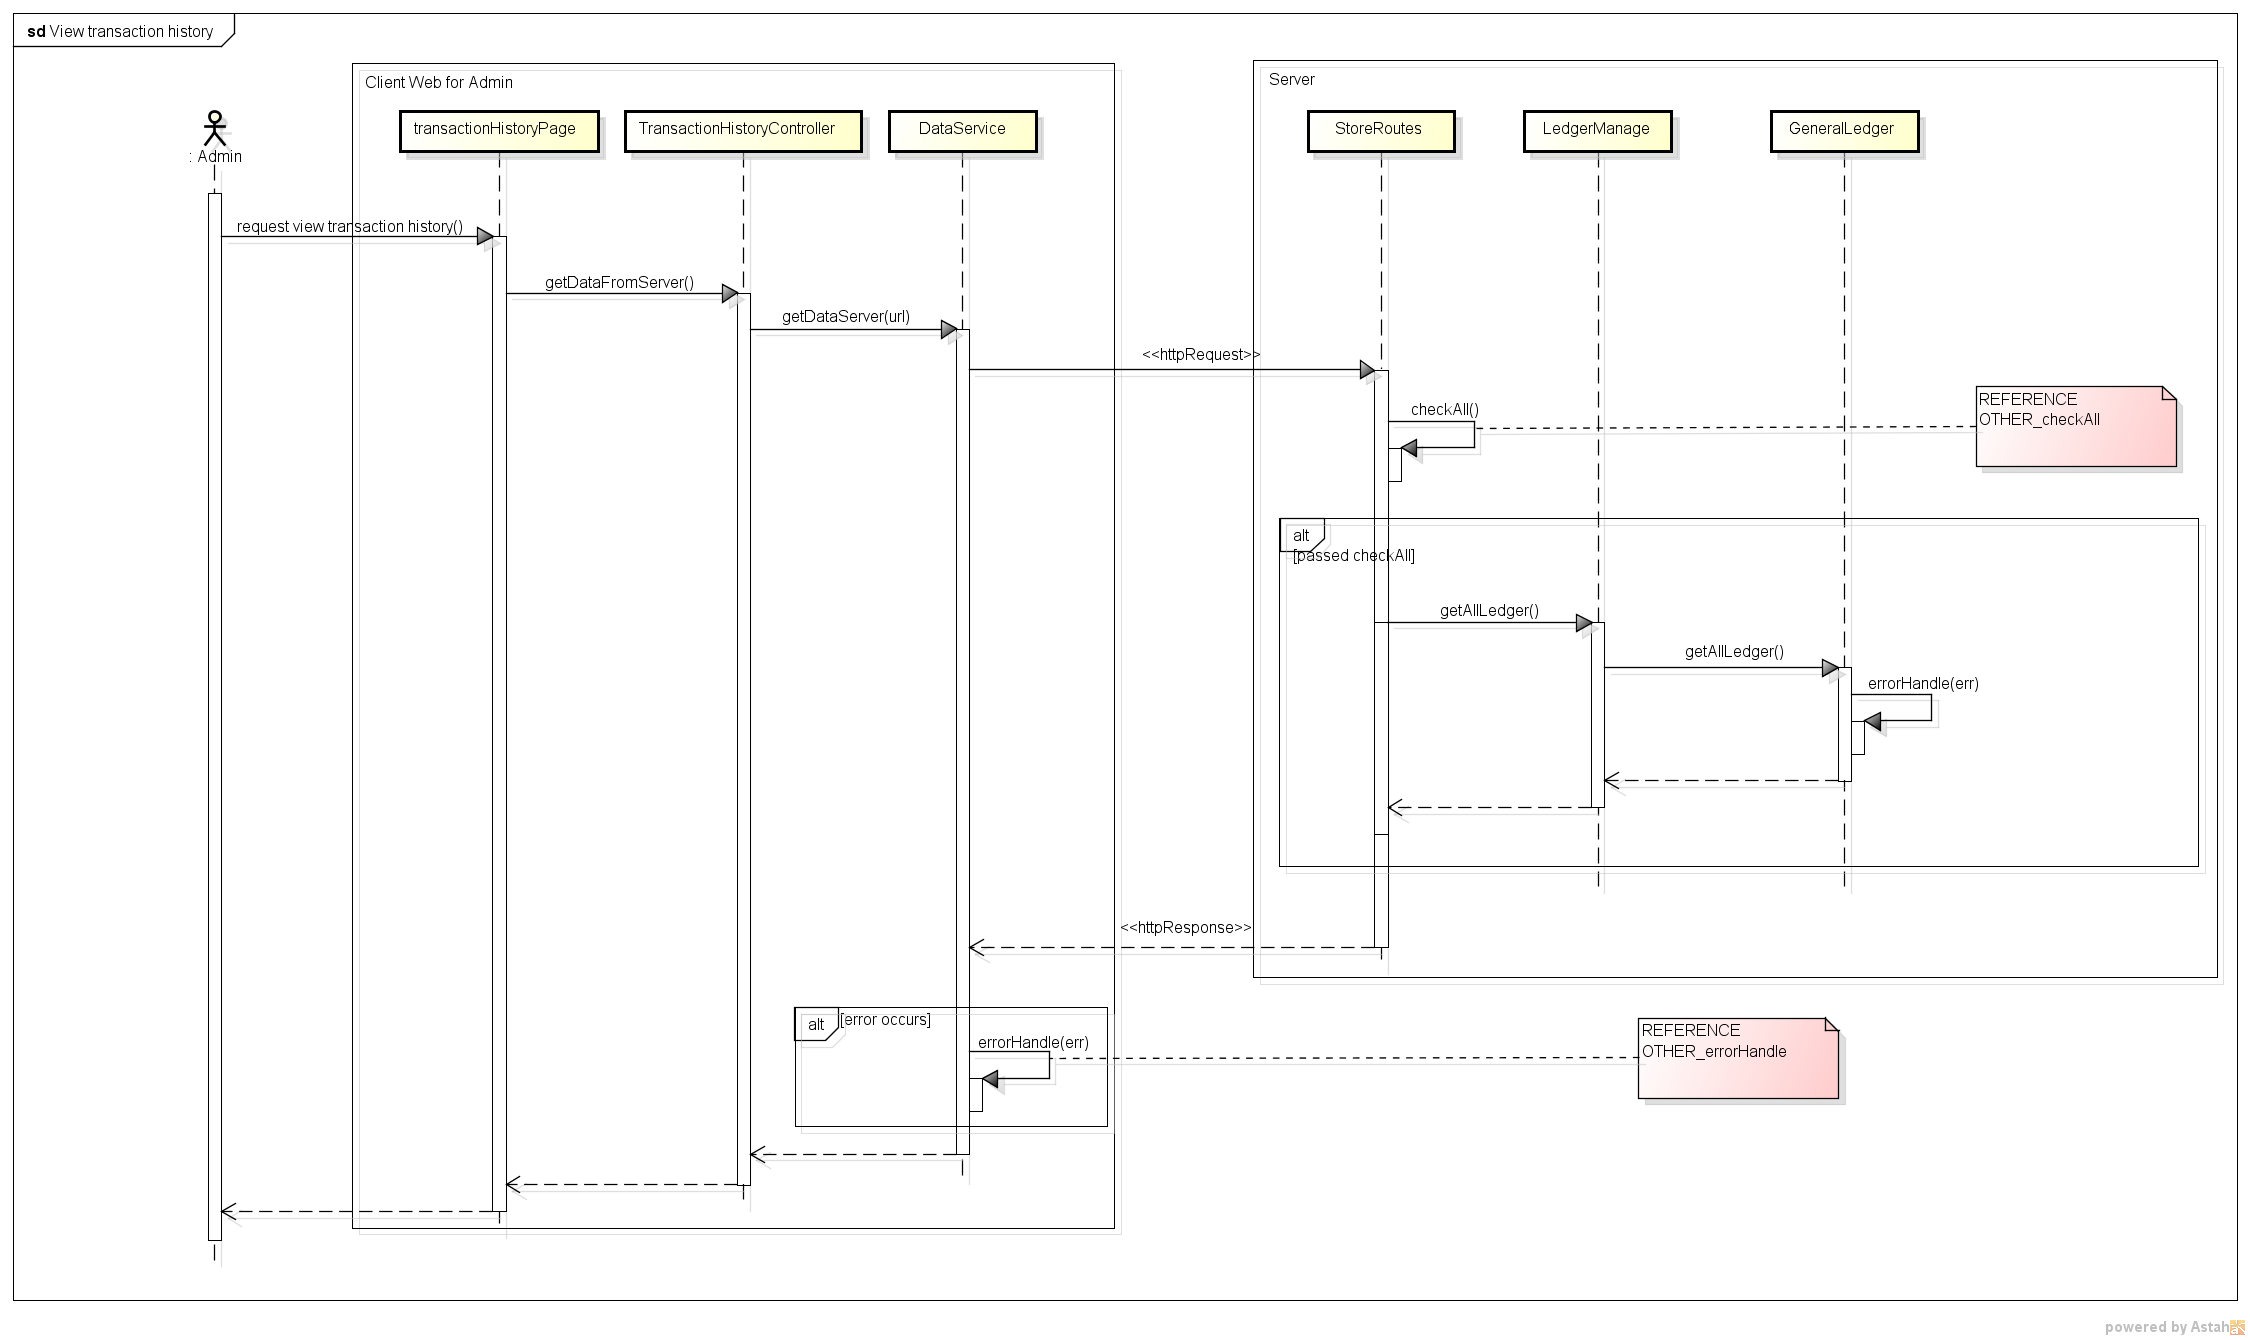 sd View transaction history
Client Web for Admin
Server
: Admin
transactionHistoryPage
TransactionHistoryController
DataService
StoreRoutes
LedgerManage
GeneralLedger
request view transaction history()
getDataFromServer()
getDataServer(url)
<<httpRequest>>
checkAll()
REFERENCE
OTHER_checkAll
alt
[passed checkAll]
getAllLedger()
getAllLedger()
errorHandle(err)
<<httpResponse>>
alt
[error occurs]
errorHandle(err)
REFERENCE
OTHER_errorHandle
powered by Astah